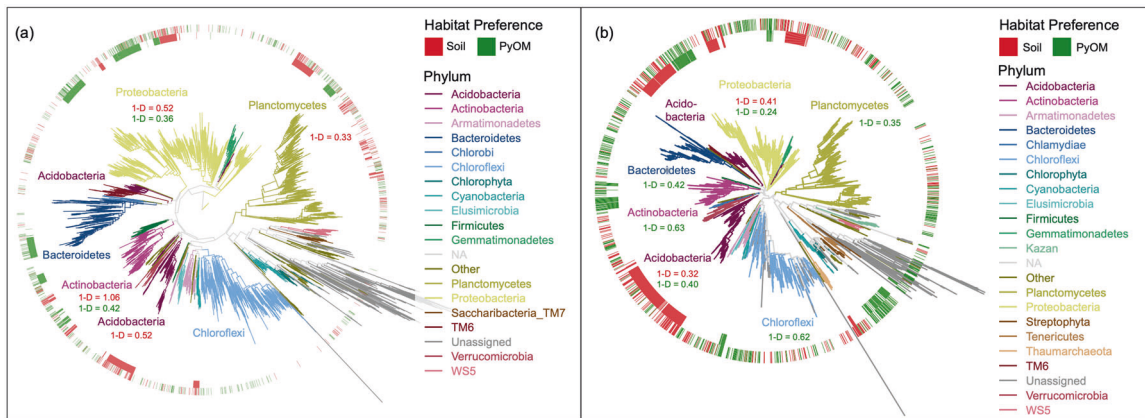 (a)
Habitat Preference
Soil PyOM
Phylum
Acidobacteria
Actinobacteria
Armatimonadetes
Bacteroidetes
Chlorobi
Chloroflexi
Chlorophyta
Cyanobacteria
Elusimicrobia
Firmicutes
Gemmatimonadetes
NA
Other
Planctomycetes
Proteobacteria
Saccharibacteria_TM7
TM6
Unassigned
Verrucomicrobia
WS5
Proteobacteria
1-D = 0.52
1-D = 0.36
Planctomycetes
1-D = 0.33
Acidobacteria
Bacteroidetes
Actinobacteria
1-D = 1.06
1-D = 0.42
Acidobacteria
1-D = 0.52
Chloroflexi
(b)
Habitat Preference
Soil PyOM
Phylum
Acidobacteria
Actinobacteria
Armatimonadetes
Bacteroidetes
Chlamydiae
Chloroflexi
Chlorophyta
Cyanobacteria
Elusimicrobia
Firmicutes
Gemmatimonadetes
Kazan
NA
Other
Planctomycetes
Proteobacteria
Streptophyta
Tenericutes
Thaumarchaeota
TM6
Unassigned
Verrucomicrobia
WS5
Acido-
bacteria
Proteobacteria
1-D = 0.41
1-D = 0.24
Planctomycetes
1-D = 0.35
Bacteroidetes
1-D = 0.42
Actinobacteria
1-D = 0.63
Acidobacteria
1-D = 0.32
1-D = 0.40
Chloroflexi
1-D = 0.62